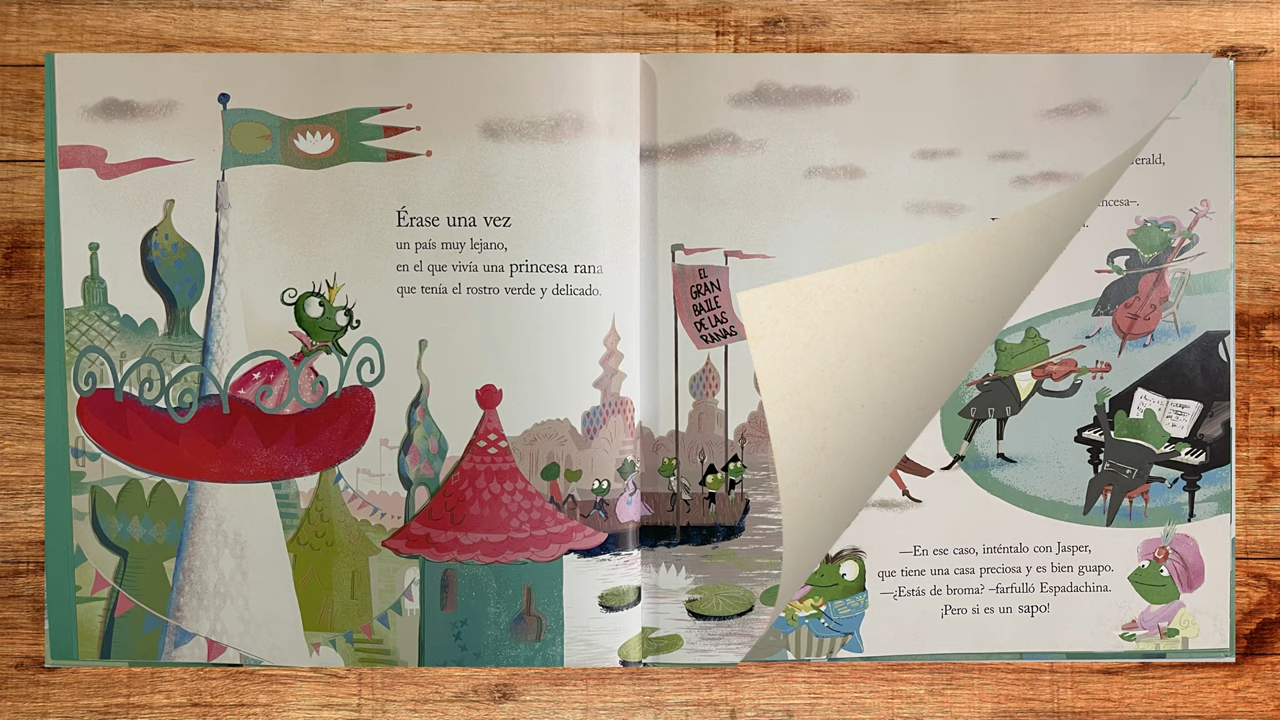 Érase una vez
un país muy lejano,
en el que vivía una princesa rana
que tenía el rostro verde y delicado.
EL
GRAN
BAILE
DE LAS
RANAS
—En ese caso, inténtalo con Jasper,
que tiene una casa preciosa y es bien guapo.
—¿Estás de broma? –farfulló Espadachina.
¡Pero si es un sapo!